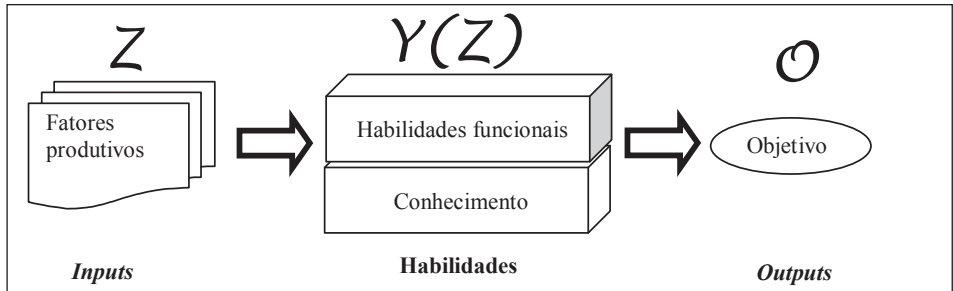 Z
Y(Z)
O
Fatores
produtivos
Habilidades funcionais
Conhecimento
Objetivo
Inputs
Habilidades
Outputs